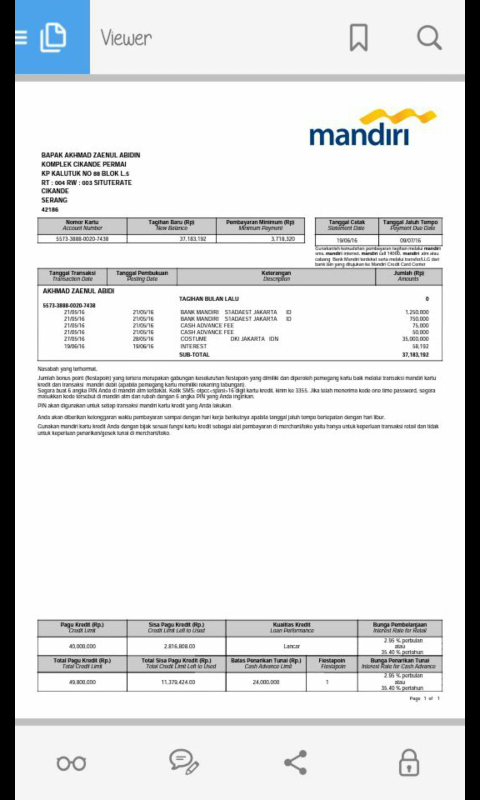 Viewer
mandiri
BAPAK AKHMAD ZAENUL ABIDIN
KOMPLEK CIKANDE PERMAI
KP KALUTUK NO 88 BLOK L.5
RT : 004 RW : 003 SITUTERATE
CIKANDE
SERANG
42186
Nomor Kartu Tagihan Baru (Rp) Pembayaran Minimum (Rp) Tanggal Cetak Tanggal Jatuh Tempo
Account Number New Balance Minimum Payment Statement Date Payment Due Date
5573-3888-0020-7438 37,183,192 3,718,320 19/06/16 09/07/16
Tanggal Transaksi Tanggal Pembukuan Keterangan Jumlah (Rp)
Transaction Date Posting Date Description Amounts
AKHMAD ZAENUL ABIDI
TAGIHAN BULAN LALU 0
5573-3888-0020-7438
21/05/16 21/05/16 BANK MANDIRI S1ADAEST JAKARTA ID 1,250,000
21/05/16 21/05/16 BANK MANDIRI S1ADAEST JAKARTA ID 750,000
21/05/16 21/05/16 CASH ADVANCE FEE 75,000
21/05/16 21/05/16 CASH ADVANCE FEE 50,000
27/05/16 28/05/16 COSTUME DKI JAKARTA IDN 35,000,000
19/06/16 19/06/16 INTEREST 58,192
SUB-TOTAL 37,183,192
Nasabah yang terhormat,
Jumlah bonus point (fiestapoin) yang tertera merupakan gabungan keseluruhan fiestapoin yang dimiliki dan diperoleh pemegang kartu baik melalui transaksi mandiri kartu
kredit dan transaksi mandiri debit (apabila pemegang kartu memiliki rekening tabungan).
Segera buat 6 angka PIN Anda di mandiri atm terdekat. Ketik SMS: otpcc<spasi>16 digit kartu kredit, kirim ke 3355. Jika telah menerima kode one time password, segera
masukkan kode tersebut di mandiri atm dan rubah dengan 6 angka PIN yang Anda inginkan.
PIN akan digunakan untuk setiap transaksi mandiri kartu kredit yang Anda lakukan.
Anda akan diberikan kelonggaran waktu pembayaran sampai dengan hari kerja berikutnya apabila tanggal jatuh tempo bertepatan dengan hari libur.
Gunakan mandiri kartu kredit Anda dengan bijak sesuai fungsi kartu kredit sebagai alat pembayaran di merchant/toko yaitu hanya untuk keperluan transaksi retail dan tidak
untuk keperluan penarikan/gesek tunai di merchant/toko.
Pagu Kredit (Rp.) Sisa Pagu Kredit (Rp.) Kualitas Kredit Bunga Pembelanjaan
Credit Limit Credit Limit Left to Used Loan Performance Interest Rate for Retail
40,000,000 2,816,808.00 Lancar 2.95 % perbulan
atau
35.40 % pertahun
Total Pagu Kredit (Rp.) Total Sisa Pagu Kredit (Rp.) Batas Penarikan Tunai (Rp.) Fiestapoin Bunga Penarikan Tunai
Total Credit Limit Total Credit Limit Left to Used Cash Advance Limit Fiestapoin Interest Rate for Cash Advance
49,800,000 11,379,424.00 24,000,000 1 2.95 % perbulan
atau
35.40 % pertahun
Page 1 of 1